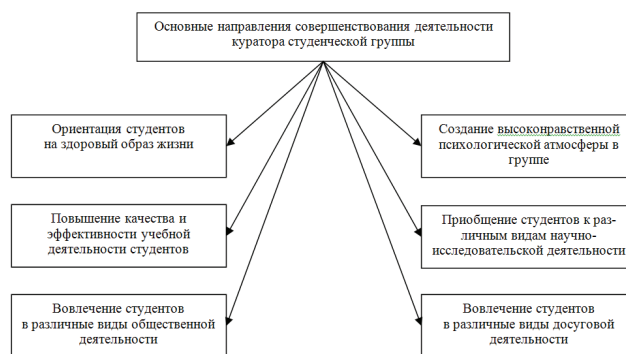 Основные направления совершенствования деятельности
куратора студенческой группы
Ориентация студентов
на здоровый образ жизни
Создание высоконравственной
психологической атмосферы в
группе
Повышение качества и
эффективности учебной
деятельности студентов
Приобщение студентов к раз-
личным видам научно-
исследовательской деятельности
Вовлечение студентов
в различные виды общественной
деятельности
Вовлечение студентов
в различные виды досуговой
деятельности